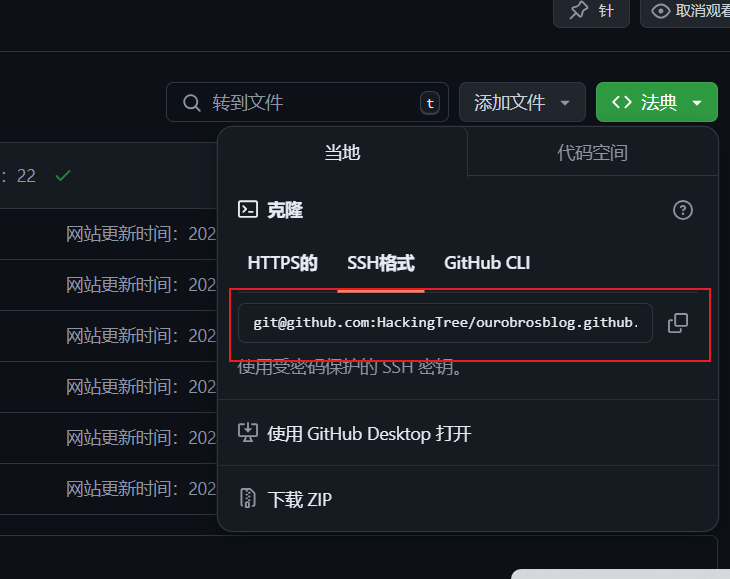 针
取消观看
转到文件
t
添加文件
法典
当地
代码空间
: 22
克隆
网站更新时间：202
HTTPS的
SSH格式
GitHub CLI
网站更新时间：202
git@github.com:HackingTree/ourobrosblog.github.
网站更新时间：202
使用受密码保护的 SSH 密钥。
网站更新时间：202
网站更新时间：202
使用 GitHub Desktop 打开
网站更新时间：202
下载 ZIP